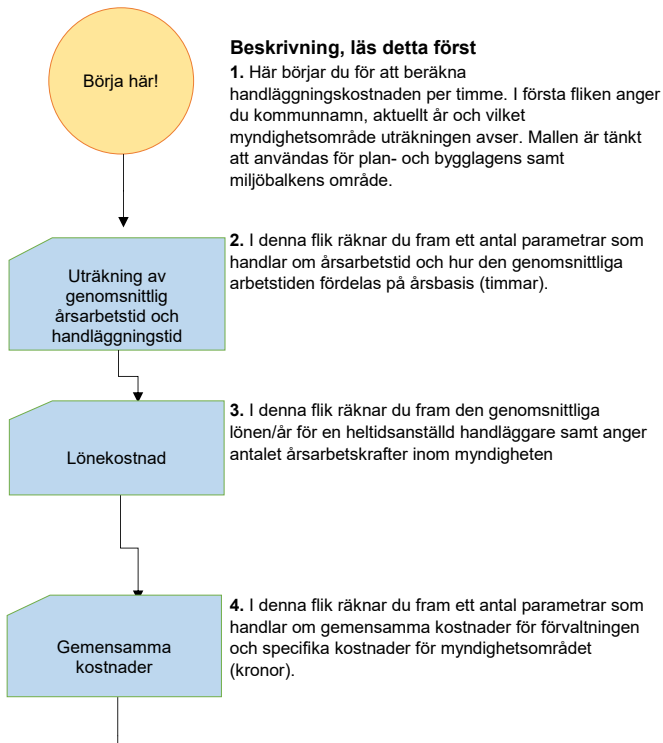 Börja här!
Beskrivning, läs detta först
1. Här börjar du för att beräkna
handläggningskostnaden per timme. I första fliken anger
du kommunnamn, aktuellt år och vilket
myndighetsområde uträkningen avser. Mallen är tänkt
att användas för plan- och bygglagens samt
miljöbalkens område.
Uträkning av
genomsnittlig
årsarbetstid och
handläggningstid
2. I denna flik räknar du fram ett antal parametrar som
handlar om årsarbetstid och hur den genomsnittliga
arbetstiden fördelas på årsbasis (timmar).
Lönekostnad
3. I denna flik räknar du fram den genomsnittliga
lönen/år för en heltidsanställd handläggare samt anger
antalet årsarbetskrafter inom myndigheten
Gemensamma
kostnader
4. I denna flik räknar du fram ett antal parametrar som
handlar om gemensamma kostnader för förvaltningen
och specifika kostnader för myndighetsområdet
(kronor).